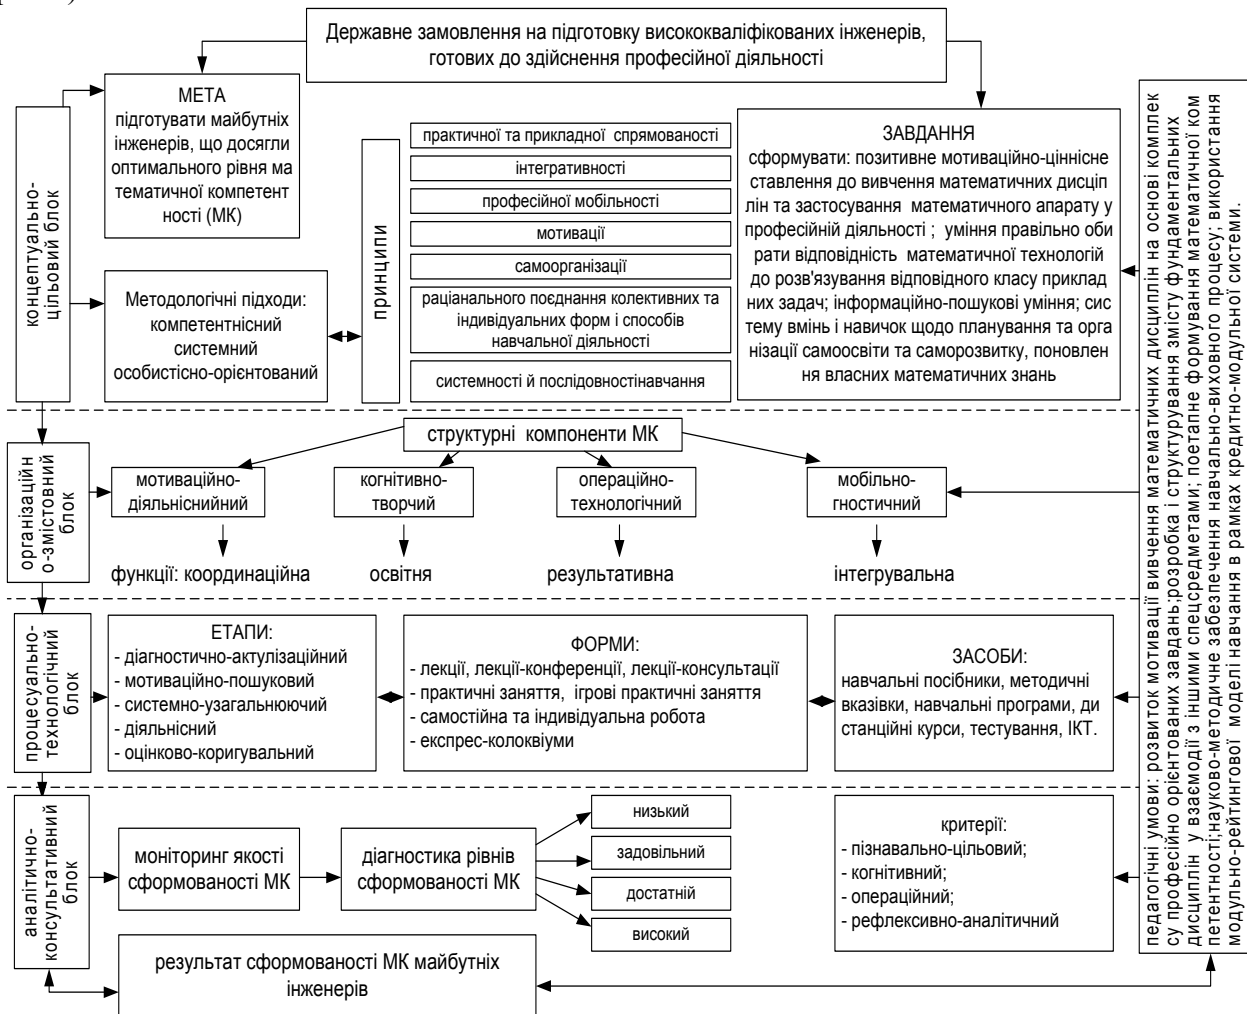 Державне замовлення на підготовку висококваліфікованих інженерів,
готових до здійснення професійної діяльності
концептуально-
цільовий блок
МЕТА
підготувати майбутніх
інженерів, що досягли
оптимального рівня ма
тематичної компетент
ності (МК)
Методологічні підходи:
компетентнісний
системний
особистісно-орієнтований
принципи
практичної та прикладної спрямованості
інтегративності
професійної мобільності
мотивації
самоорганізації
раціанального поєднання колективних та
індивідуальних форм і способів
навчальної діяльності
системності й послідовностінавчання
ЗАВДАННЯ
сформувати: позитивне мотиваційно-ціннісне
ставлення до вивчення математичних дисцип
лін та застосування математичного апарату у
професійній діяльності ; уміння правильно оби
рати відповідність математичної технологій
до розв'язування відповідного класу приклад
них задач; інформаційно-пошукові уміння; сис
тему вмінь і навичок щодо планування та орга
нізації самоосвіти та саморозвитку, поновлен
ня власних математичних знань
організаційн
о-змістовний
блок
структурні компоненти МК
мотиваційно-
діяльніснийний
когнітивно-
творчий
операційно-
технологічний
мобільно-
гностичний
функції: координаційна
освітня
результативна
інтегрувальна
процесуально-
технологічний
блок
ЕТАПИ:
- діагностично-актулізаційний
- мотиваційно-пошуковий
- системно-узагальнюючий
- діяльнісний
- оцінково-коригувальний
ФОРМИ:
- лекції, лекції-конференції, лекції-консультації
- практичні заняття, ігрові практичні заняття
- самостійна та індивідуальна робота
- експрес-колоквіуми
ЗАСОБИ:
навчальні посібники, методичні
вказівки, навчальні програми, ди
станційні курси, тестування, ІКТ.
аналітично-
консультативний
блок
моніторинг якості
сформованості МК
діагностика рівнів
сформованості МК
низький
задовільний
достатній
високий
критерії:
- пізнавально-цільовий;
- когнітивний;
- операційний;
- рефлексивно-аналітичний
результат сформованості МК майбутніх
інженерів
педагогічні умови: розвиток мотивації вивчення математичних дисциплін на основі комплек
су професійно орієнтованих завдань;розробка і структурування змісту фундаментальних
дисциплін у взаємодії з іншими спецсредметами; поетапне формування математичної ком
петентності;науково-методичне забезпечення навчально-вихового процесу; використання
модульно-рейтингової моделі навчання в рамках кредитно-модульної системи.